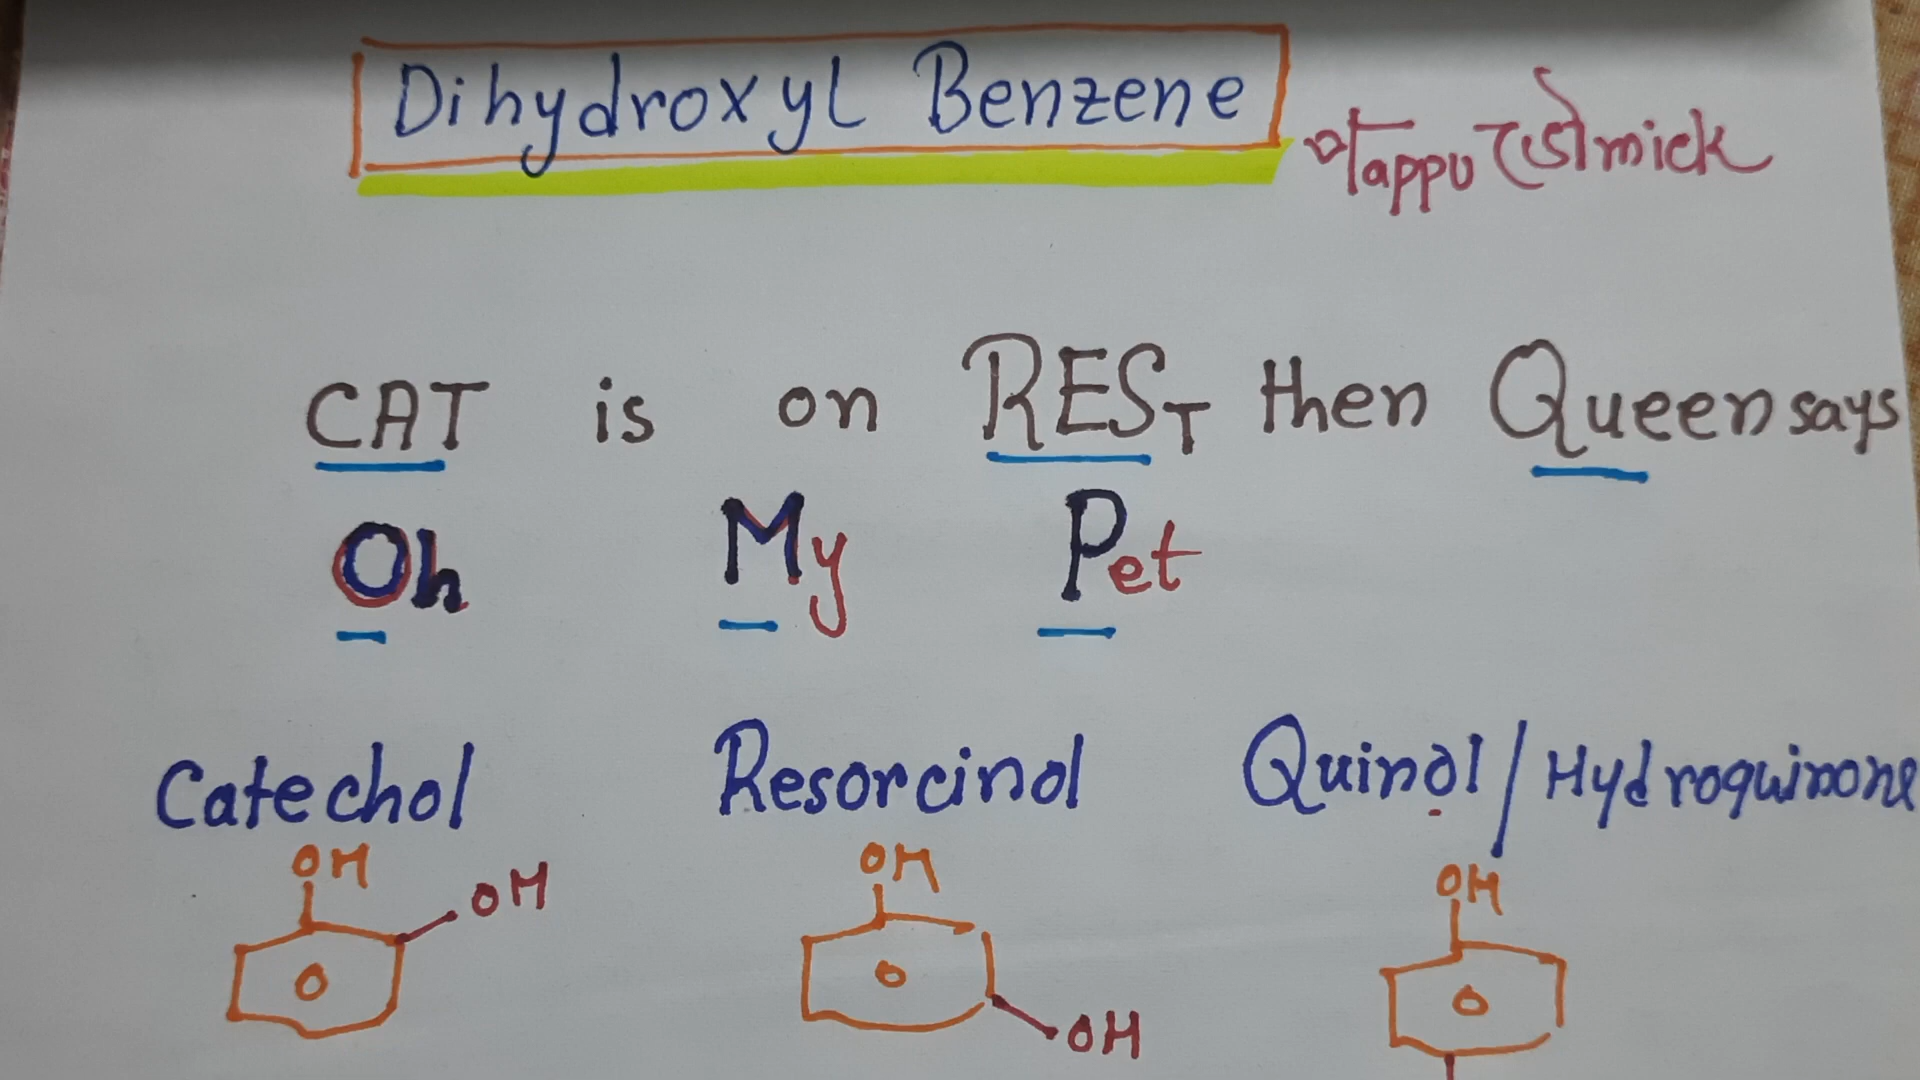 Dihydroxyl Benzene
Tappu
CAT is on REST then Queen says
Oh My Pet
Catechol Resorcinol Quinol / Hydroquinone
OH OH OH OH OH